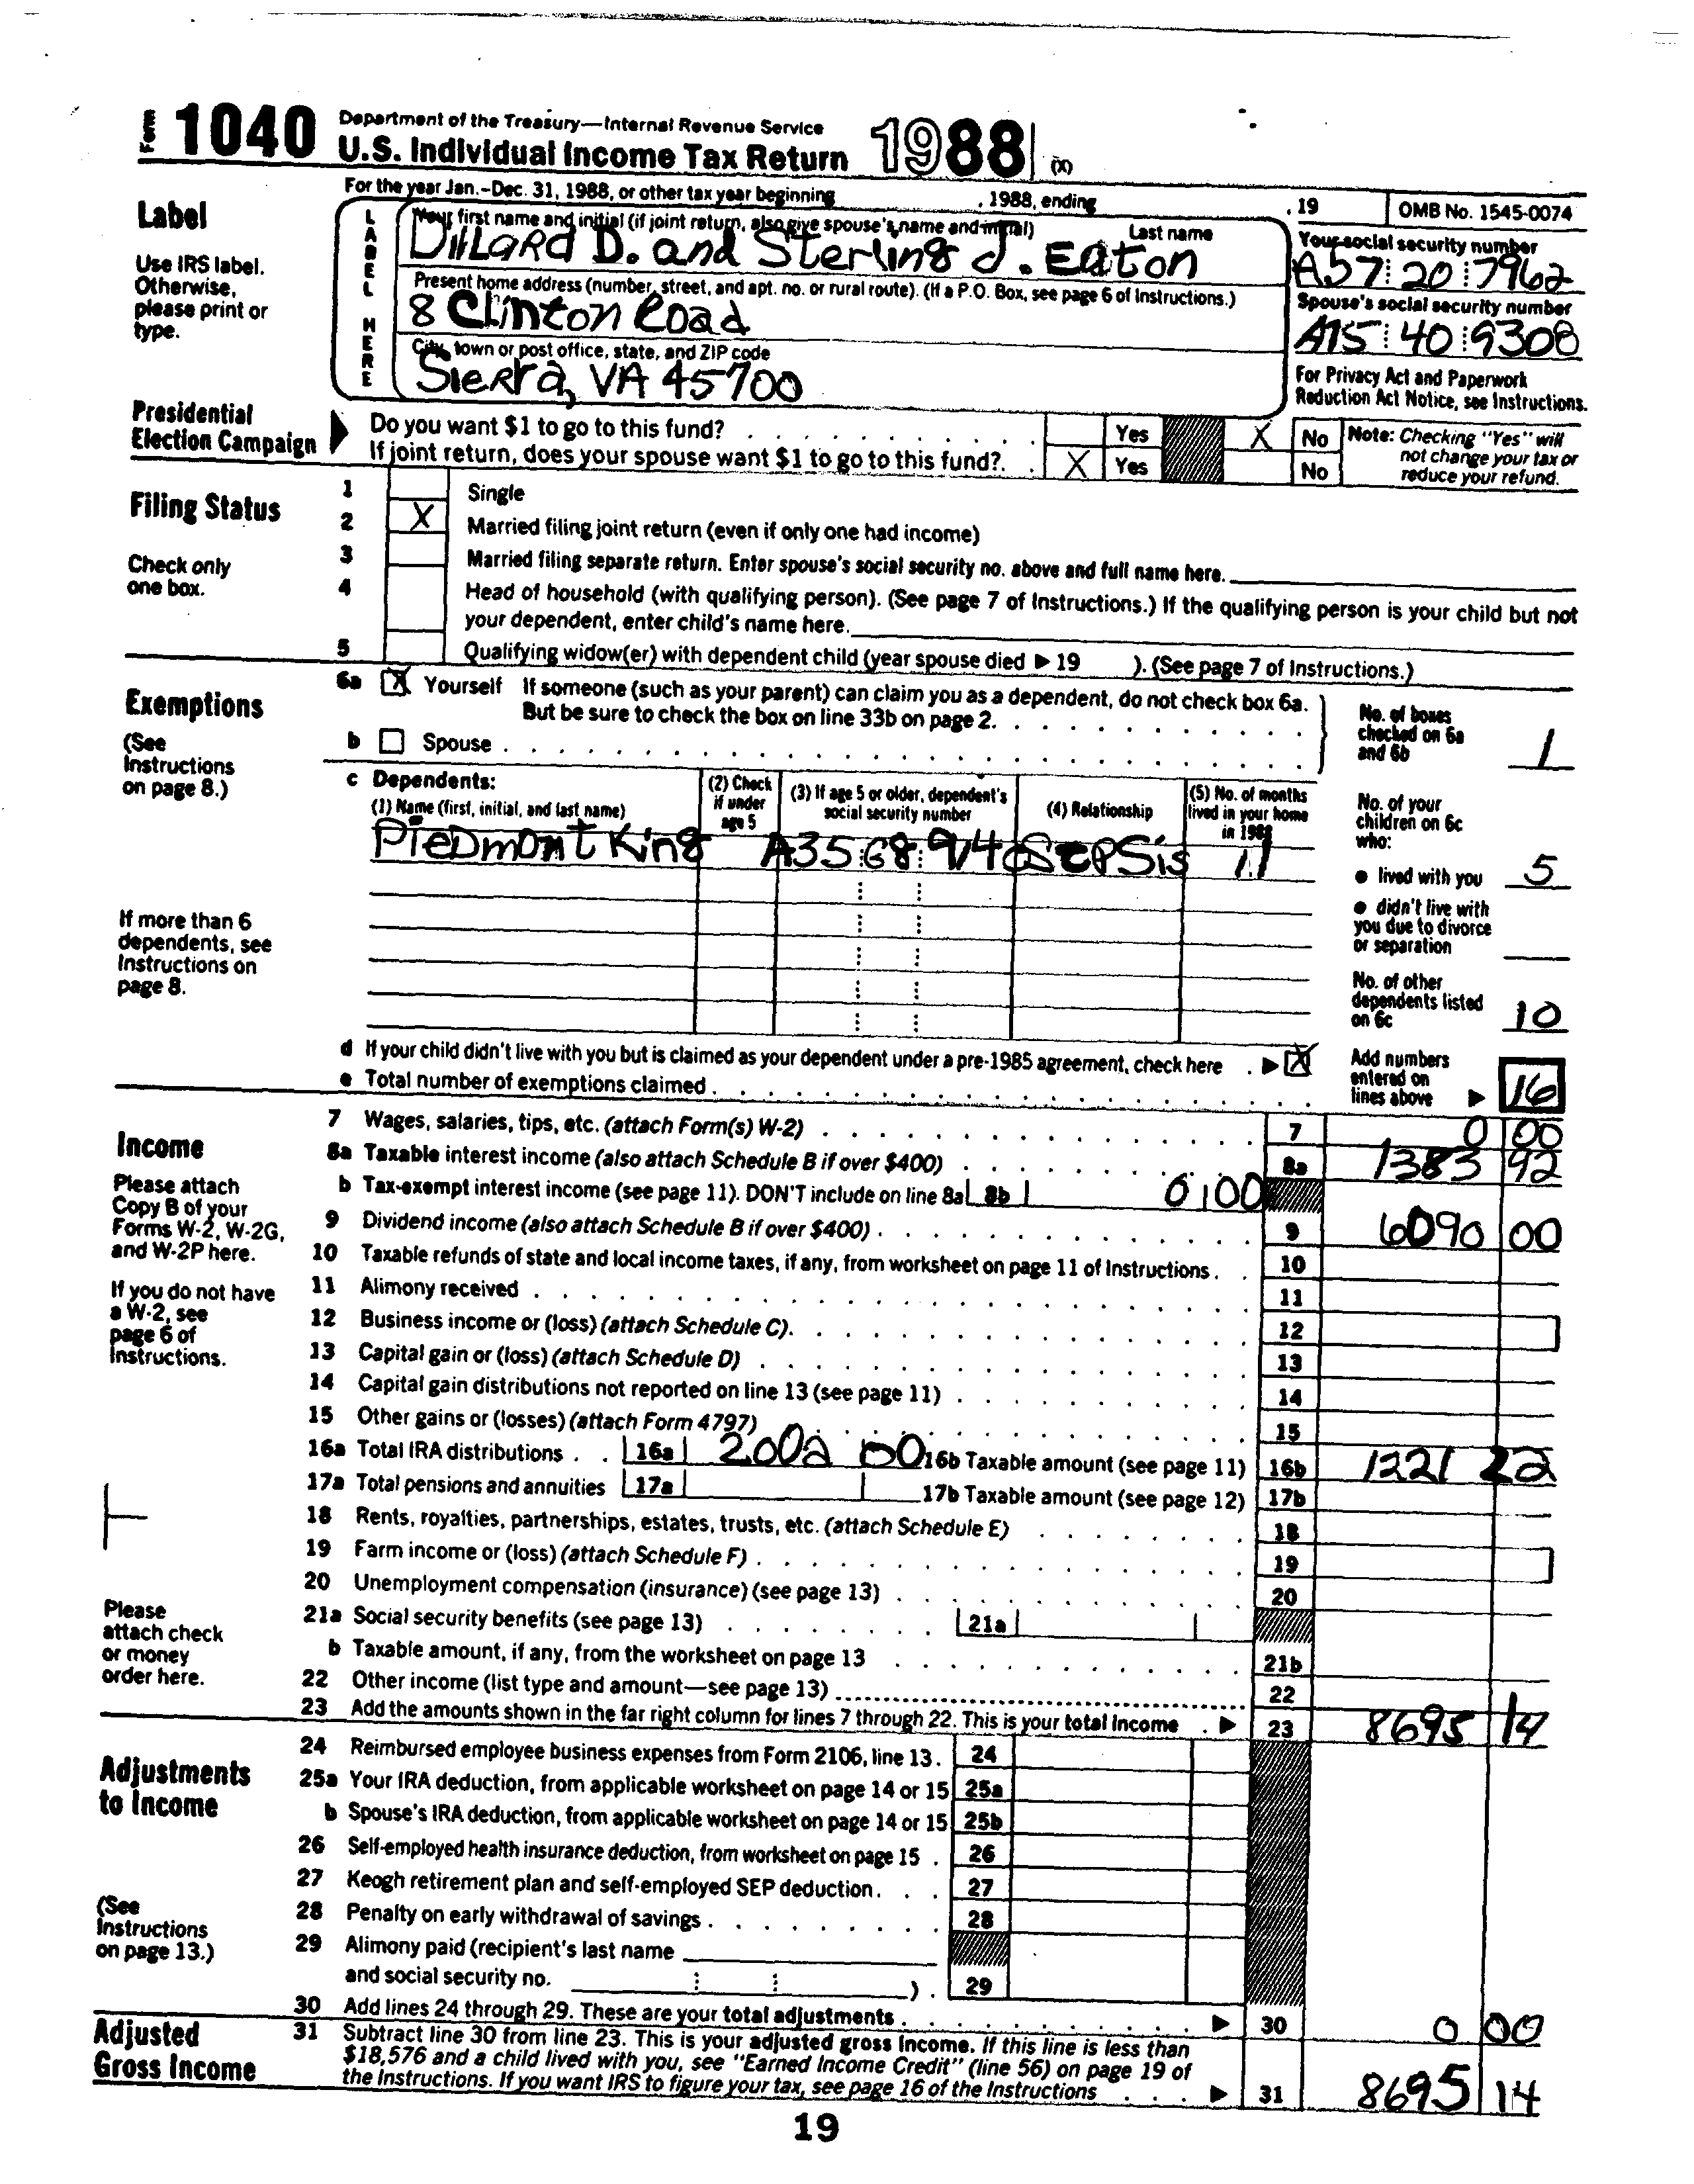 Form 1040 Department of the Treasury—Internal Revenue Service
U.S. Individual Income Tax Return 1988 (X)
For the year Jan.-Dec. 31, 1988, or other tax year beginning , 1988, ending , 19 OMB No. 1545-0074
Label
Use IRS label. Otherwise, please print or type.
LABEL HERE
Your first name and initial (if joint return, also give spouse's name and initial) Last name
Dillard D. and Sterling J. Eaton
Your social security number
A57 20 7962
Present home address (number, street, and apt. no. or rural route). (If a P.O. Box, see page 6 of Instructions.)
8 Clinton Road
Spouse's social security number
A15 40 9308
City, town or post office, state, and ZIP code
Sierra, VA 45700
For Privacy Act and Paperwork Reduction Act Notice, see Instructions.
Presidential Election Campaign
Do you want $1 to go to this fund? Yes X No
If joint return, does your spouse want $1 to go to this fund? X Yes No
Note: Checking "Yes" will not change your tax or reduce your refund.
Filing Status
Check only one box.
1 Single
2 X Married filing joint return (even if only one had income)
3 Married filing separate return. Enter spouse's social security no. above and full name here.
4 Head of household (with qualifying person). (See page 7 of Instructions.) If the qualifying person is your child but not
your dependent, enter child's name here.
5 Qualifying widow(er) with dependent child (year spouse died ▶ 19 ). (See page 7 of Instructions.)
Exemptions
(See Instructions on page 8.)
6a X Yourself If someone (such as your parent) can claim you as a dependent, do not check box 6a.
But be sure to check the box on line 33b on page 2.
b Spouse
No. of boxes checked on 6a and 6b 1
c Dependents:
(1) Name (first, initial, and last name)
(2) Check if under age 5
(3) If age 5 or older, dependent's social security number
(4) Relationship
(5) No. of months lived in your home in 1988
Piedmont King A35 68 9140 Sepsis 11
No. of your children on 6c who:
● lived with you 5
● didn't live with you due to divorce or separation
No. of other dependents listed on 6c 10
If more than 6 dependents, see Instructions on page 8.
d If your child didn't live with you but is claimed as your dependent under a pre-1985 agreement, check here ▶ X
e Total number of exemptions claimed
Add numbers entered on lines above ▶ 16
Income
Please attach Copy B of your Forms W-2, W-2G, and W-2P here.
If you do not have a W-2, see page 6 of Instructions.
Please attach check or money order here.
7 Wages, salaries, tips, etc. (attach Form(s) W-2) 7 0 00
8a Taxable interest income (also attach Schedule B if over $400) 8a 1383 92
b Tax-exempt interest income (see page 11). DON'T include on line 8a 8b 0 00
9 Dividend income (also attach Schedule B if over $400) 9 6090 00
10 Taxable refunds of state and local income taxes, if any, from worksheet on page 11 of Instructions. 10
11 Alimony received 11
12 Business income or (loss) (attach Schedule C). 12
13 Capital gain or (loss) (attach Schedule D) 13
14 Capital gain distributions not reported on line 13 (see page 11) 14
15 Other gains or (losses) (attach Form 4797) 15
16a Total IRA distributions 16a 2002 00 16b Taxable amount (see page 11) 16b 1221 22
17a Total pensions and annuities 17a 17b Taxable amount (see page 12) 17b
18 Rents, royalties, partnerships, estates, trusts, etc. (attach Schedule E) 18
19 Farm income or (loss) (attach Schedule F) 19
20 Unemployment compensation (insurance) (see page 13) 20
21a Social security benefits (see page 13) 21a
b Taxable amount, if any, from the worksheet on page 13 21b
22 Other income (list type and amount—see page 13) 22
23 Add the amounts shown in the far right column for lines 7 through 22. This is your total income ▶ 23 8695 14
Adjustments to Income
(See Instructions on page 13.)
24 Reimbursed employee business expenses from Form 2106, line 13. 24
25a Your IRA deduction, from applicable worksheet on page 14 or 15 25a
b Spouse's IRA deduction, from applicable worksheet on page 14 or 15 25b
26 Self-employed health insurance deduction, from worksheet on page 15 26
27 Keogh retirement plan and self-employed SEP deduction 27
28 Penalty on early withdrawal of savings 28
29 Alimony paid (recipient's last name
and social security no. ) 29
30 Add lines 24 through 29. These are your total adjustments ▶ 30 0 00
Adjusted Gross Income
31 Subtract line 30 from line 23. This is your adjusted gross income. If this line is less than
$18,576 and a child lived with you, see "Earned Income Credit" (line 56) on page 19 of
the Instructions. If you want IRS to figure your tax, see page 16 of the Instructions ▶ 31 8695 14
19